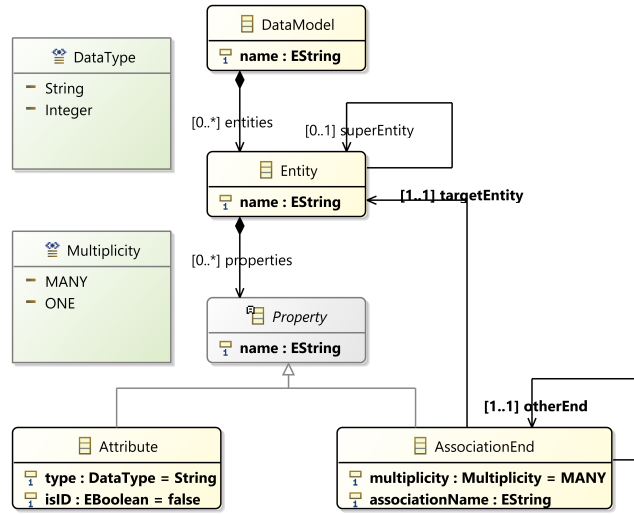 DataModel
name : EString
DataType
String
Integer
[0..*] entities
[0..1] superEntity
Entity
name : EString
[1..1] targetEntity
Multiplicity
MANY
ONE
[0..*] properties
Property
name : EString
[1..1] otherEnd
Attribute
type : DataType = String
isID : EBoolean = false
AssociationEnd
multiplicity : Multiplicity = MANY
associationName : EString